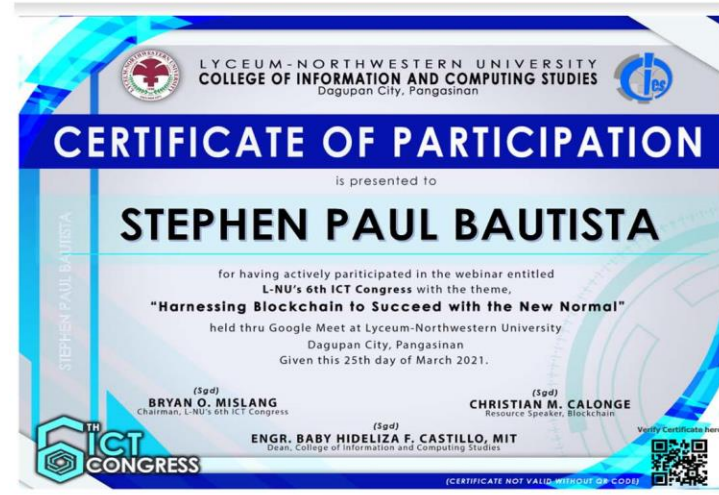 LYCEUM-NORTHWESTERN UNIVERSITY
COLLEGE OF INFORMATION AND COMPUTING STUDIES
Dagupan City, Pangasinan
CERTIFICATE OF PARTICIPATION
is presented to
STEPHEN PAUL BAUTISTA
STEPHEN PAUL BAUTISTA
for having actively pariticipated in the webinar entitled
L-NU's 6th ICT Congress with the theme,
"Harnessing Blockchain to Succeed with the New Normal"
held thru Google Meet at Lyceum-Northwestern University
Dagupan City, Pangasinan
Given this 25th day of March 2021.
(Sgd)
BRYAN O. MISLANG
Chairman, L-NU's 6th ICT Congress
(Sgd)
CHRISTIAN M. CALONGE
Resource Speaker, Blockchain
(Sgd)
ENGR. BABY HIDELIZA F. CASTILLO, MIT
Dean, College of Information and Computing Studies
6TH
ICT
CONGRESS
Verify Certificate here
(CERTIFICATE NOT VALID WITHOUT QR CODE)